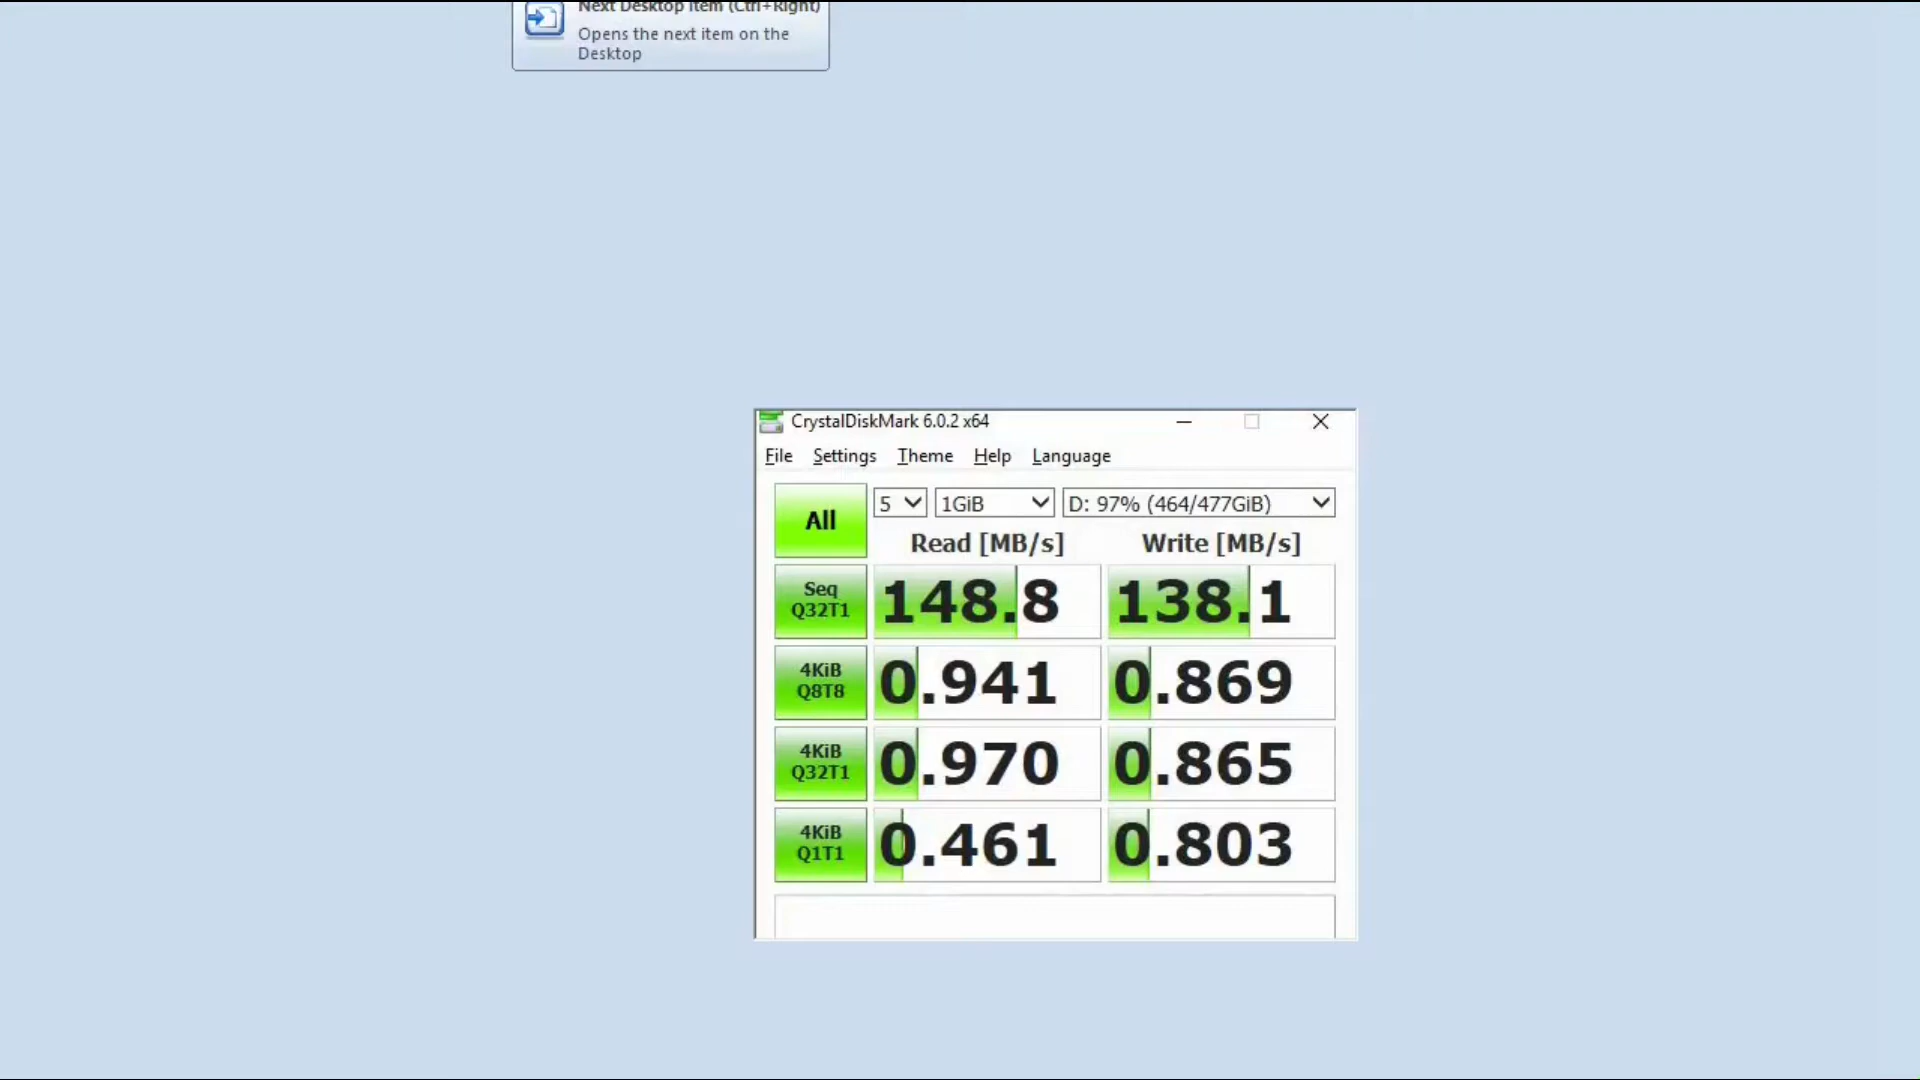 Next Desktop Item (Ctrl+Right)
Opens the next item on the
Desktop
CrystalDiskMark 6.0.2 x64
File Settings Theme Help Language
All 5 1GiB D: 97% (464/477GiB)
Read [MB/s] Write [MB/s]
Seq
Q32T1
148.8 138.1
4KiB
Q8T8
0.941 0.869
4KiB
Q32T1
0.970 0.865
4KiB
Q1T1
0.461 0.803